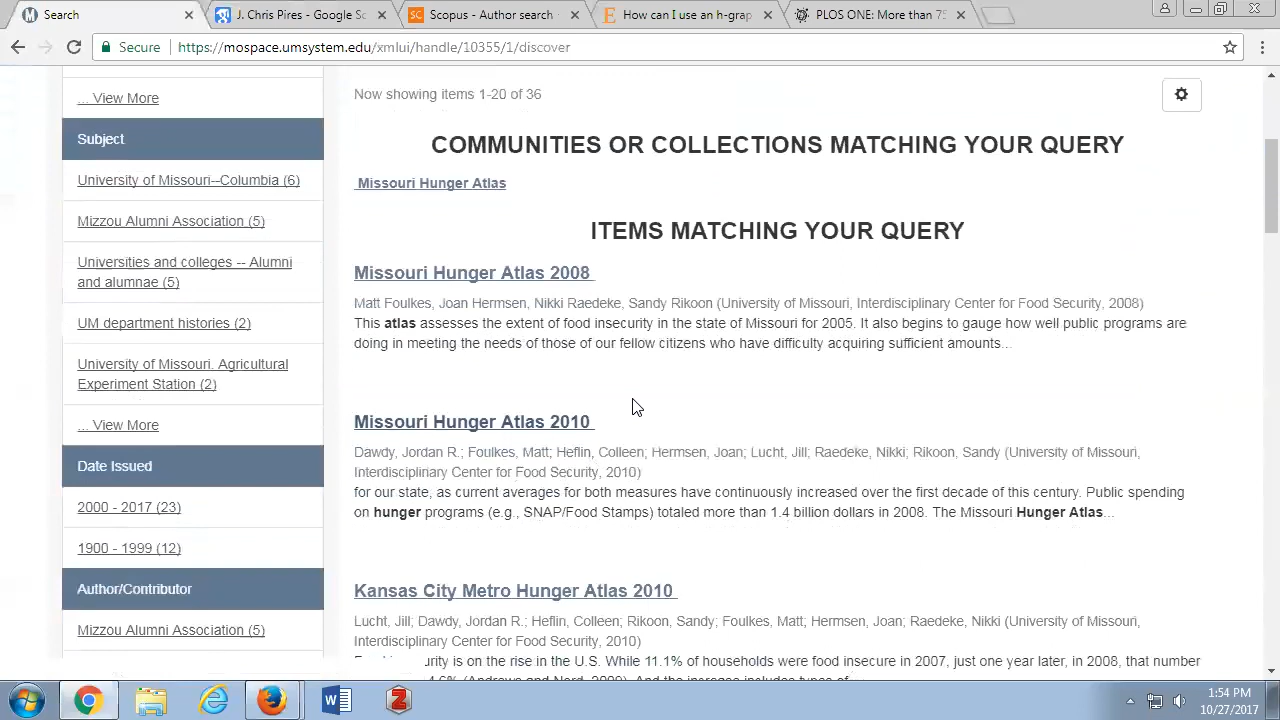 Search
J. Chris Pires - Google Sc
Scopus - Author search
How can I use an h-grap
PLOS ONE: More than 75
Secure
https://mospace.umsystem.edu/xmlui/handle/10355/1/discover
... View More
Subject
University of Missouri--Columbia (6)
Mizzou Alumni Association (5)
Universities and colleges -- Alumni
and alumnae (5)
UM department histories (2)
University of Missouri. Agricultural
Experiment Station (2)
... View More
Date Issued
2000 - 2017 (23)
1900 - 1999 (12)
Author/Contributor
Mizzou Alumni Association (5)
Now showing items 1-20 of 36
COMMUNITIES OR COLLECTIONS MATCHING YOUR QUERY
Missouri Hunger Atlas
ITEMS MATCHING YOUR QUERY
Missouri Hunger Atlas 2008
Matt Foulkes, Joan Hermsen, Nikki Raedeke, Sandy Rikoon (University of Missouri, Interdisciplinary Center for Food Security, 2008)
This atlas assesses the extent of food insecurity in the state of Missouri for 2005. It also begins to gauge how well public programs are
doing in meeting the needs of those of our fellow citizens who have difficulty acquiring sufficient amounts...
Missouri Hunger Atlas 2010
Dawdy, Jordan R.; Foulkes, Matt; Heflin, Colleen; Hermsen, Joan; Lucht, Jill; Raedeke, Nikki; Rikoon, Sandy (University of Missouri,
Interdisciplinary Center for Food Security, 2010)
for our state, as current averages for both measures have continuously increased over the first decade of this century. Public spending
on hunger programs (e.g., SNAP/Food Stamps) totaled more than 1.4 billion dollars in 2008. The Missouri Hunger Atlas...
Kansas City Metro Hunger Atlas 2010
Lucht, Jill; Dawdy, Jordan R.; Heflin, Colleen; Rikoon, Sandy; Foulkes, Matt; Hermsen, Joan; Raedeke, Nikki (University of Missouri,
Interdisciplinary Center for Food Security, 2010)
is on the rise in the U.S. While 11.1% of households were food insecure in 2007, just one year later, in 2008, that number
1:54 PM
10/27/2017